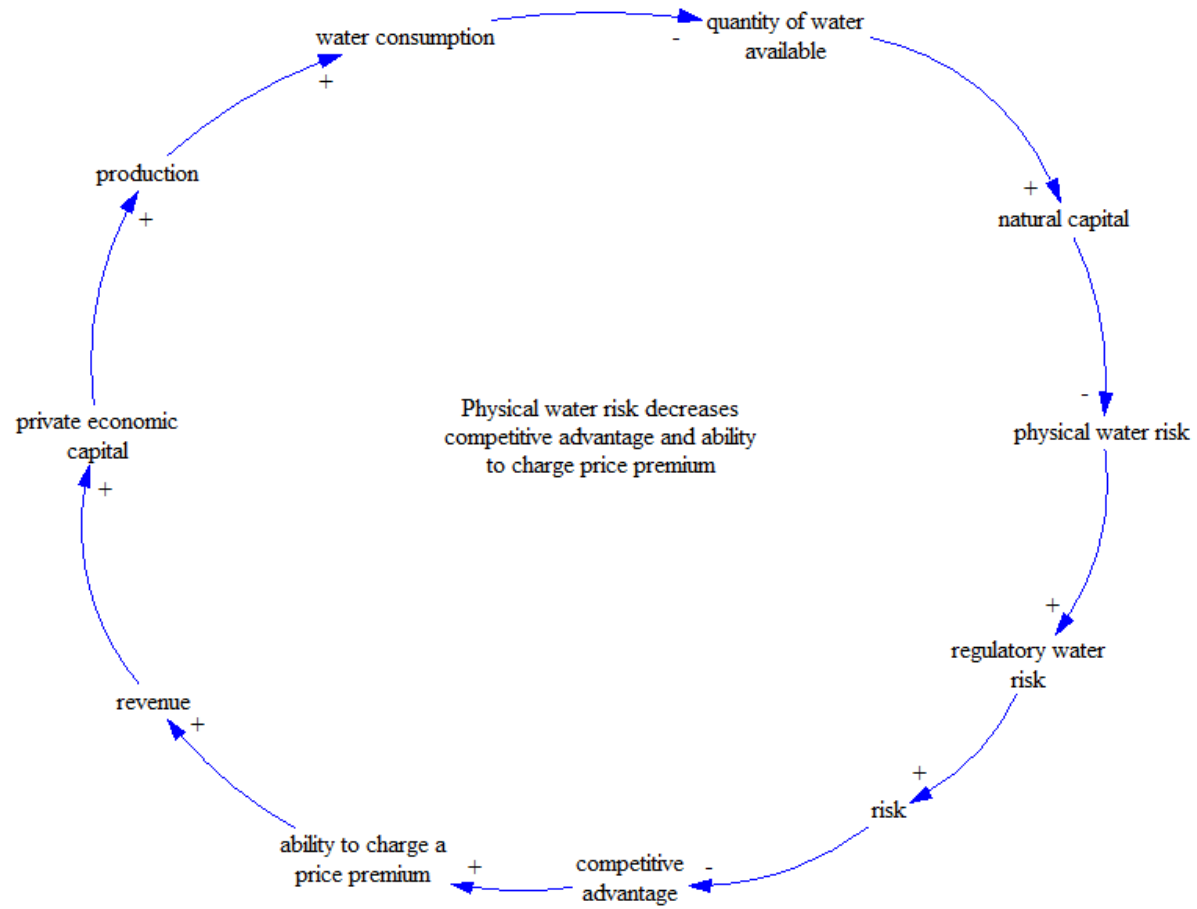 water consumption
-
quantity of water
available
+
production
+
+
natural capital
-
physical water risk
private economic
capital
+
Physical water risk decreases
competitive advantage and ability
to charge price premium
+
regulatory water
risk
revenue
+
+
risk
ability to charge a
price premium
+
competitive
advantage
-